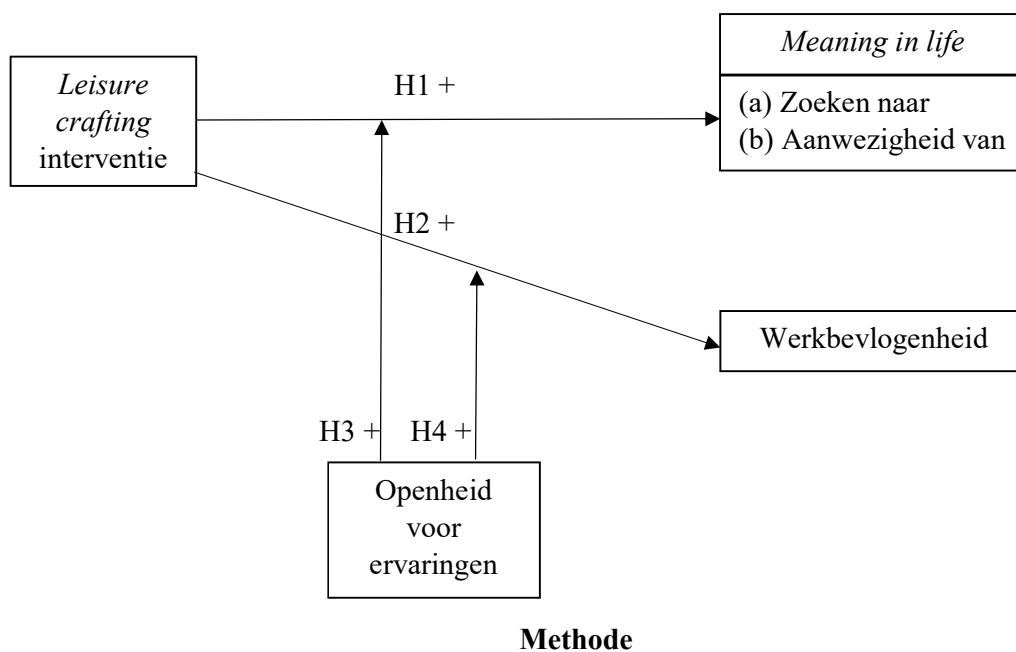 Leisure
crafting
interventie
H1 +
Meaning in life
(a) Zoeken naar
(b) Aanwezigheid van
H2 +
Werkbevlogenheid
H3 +
H4 +
Openheid
voor
ervaringen
Methode